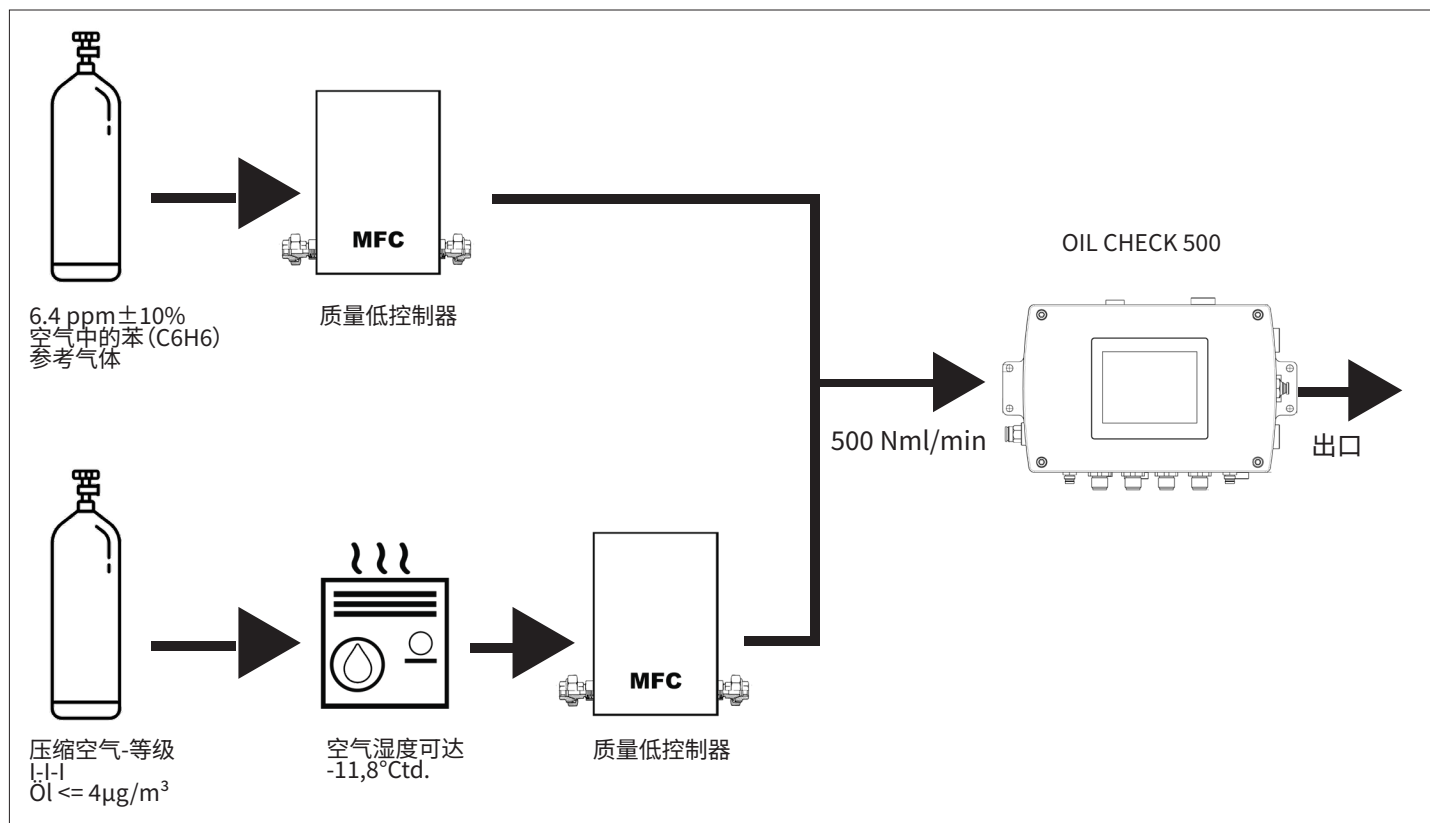 MFC
6.4 ppm±10%
空气中的苯(C6H6)
参考气体
质量低控制器
OIL CHECK 500
500 Nml/min
出口
MFC
压缩空气-等级
I-I-I
Öl <= 4µg/m³
空气湿度可达
-11,8°Ctd.
质量低控制器